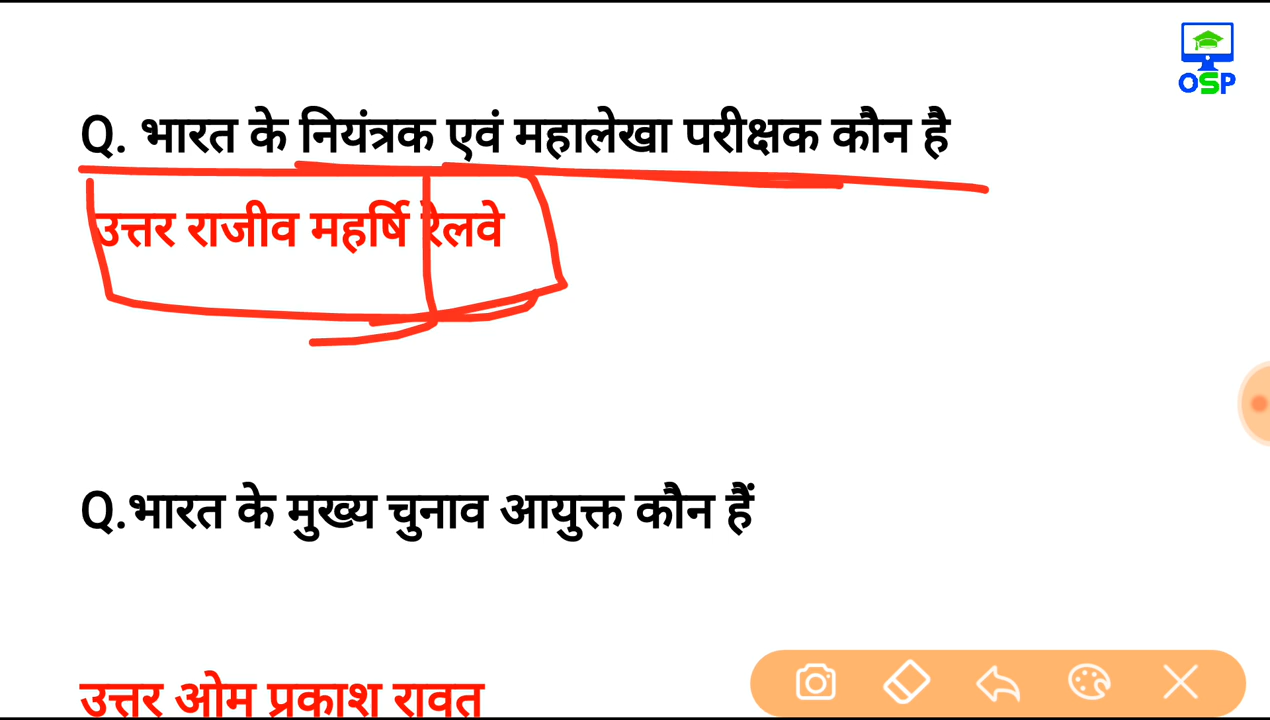 OSP
Q. भारत के नियंत्रक एवं महालेखा परीक्षक कौन है
उत्तर राजीव महर्षि रेलवे
Q.भारत के मुख्य चुनाव आयुक्त कौन हैं
उत्तर ओम प्रकाश रावत